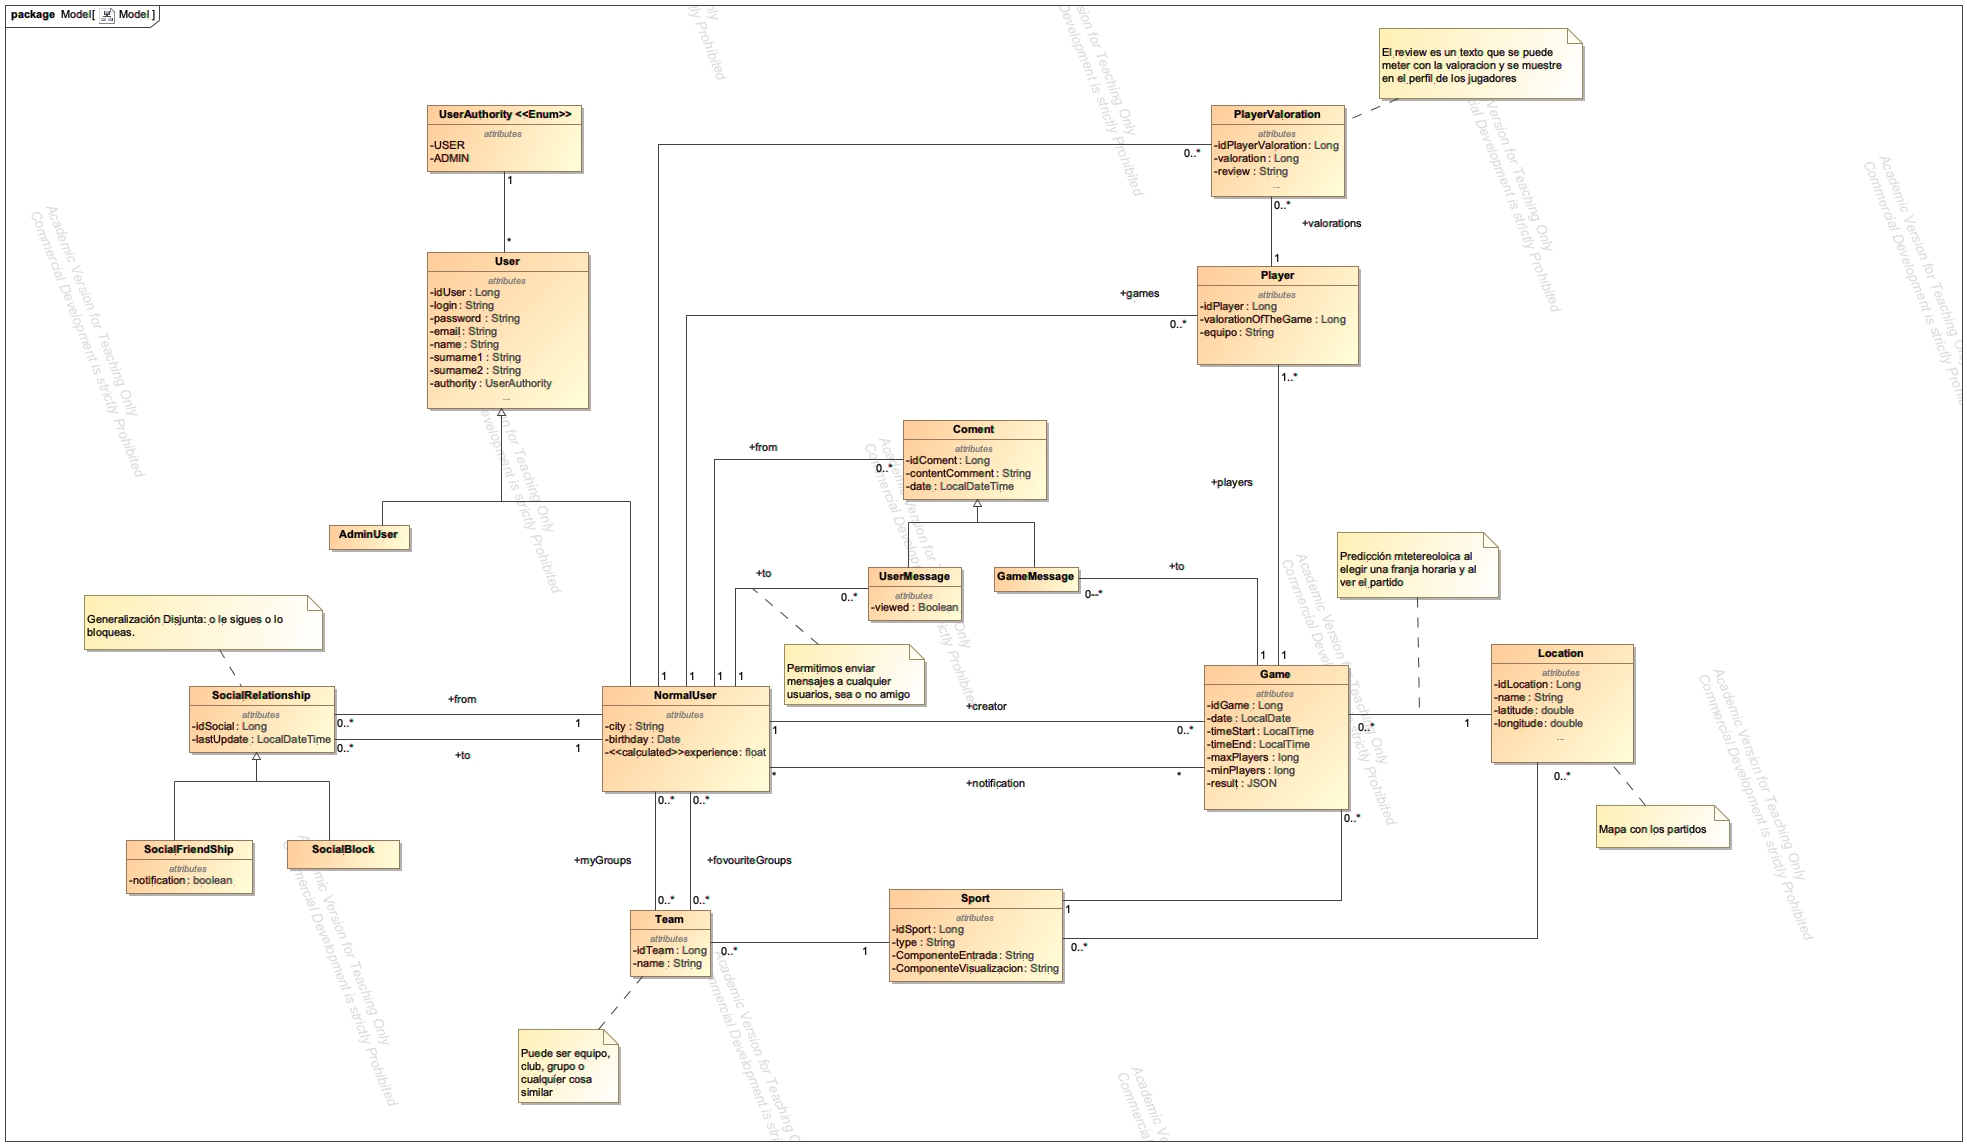 package Model[ Model ]
El review es un texto que se puede
meter con la valoracion y se muestre
en el perfil de los jugadores
UserAuthority <<Enum>>
attributes
-USER
-ADMIN
1
*
PlayerValoration
attributes
-idPlayerValoration : Long
-valoration : Long
-review : String
...
0..*
0..*
+valorations
1
User
attributes
-idUser : Long
-login : String
-password : String
-email : String
-name : String
-surname1 : String
-surname2 : String
-authority : UserAuthority
...
Player
attributes
-idPlayer : Long
-valorationOfTheGame : Long
-equipo : String
+games
0..*
1..*
+players
Coment
attributes
-idComent : Long
-contentComment : String
-date : LocalDateTime
+from
0..*
AdminUser
UserMessage
attributes
-viewed : Boolean
+to
0..*
GameMessage
+to
0--*
Predicción mtetereoloica al
elegir una franja horaria y al
ver el partido
Generalización Disjunta: o le sigues o lo
bloqueas.
Permitimos enviar
mensajes a cualquier
usuarios, sea o no amigo
1
1
1
1
1
1
SocialRelationship
attributes
-idSocial : Long
-lastUpdate : LocalDateTime
+from
0..*
1
0..*
1
+to
NormalUser
attributes
-city : String
-birthday : Date
-<<calculated>>experience : float
+creator
1
0..*
*
*
+notification
Game
attributes
-idGame : Long
-date : LocalDate
-timeStart : LocalTime
-timeEnd : LocalTime
-maxPlayers : long
-minPlayers : long
-result : JSON
0..*
1
Location
attributes
-idLocation : Long
-name : String
-latitude : double
-longitude : double
...
0..*
Mapa con los partidos
SocialFriendShip
attributes
-notification : boolean
SocialBlock
0..*
0..*
+myGroups
+fovouriteGroups
0..*
0..*
0..*
Team
attributes
-idTeam : Long
-name : String
0..*
1
Sport
attributes
-idSport : Long
-type : String
-ComponenteEntrada : String
-ComponenteVisualizacion : String
1
0..*
Puede ser equipo,
club, grupo o
cualquier cosa
similar
Academic Version for Teaching Only
Commercial Development is strictly Prohibited